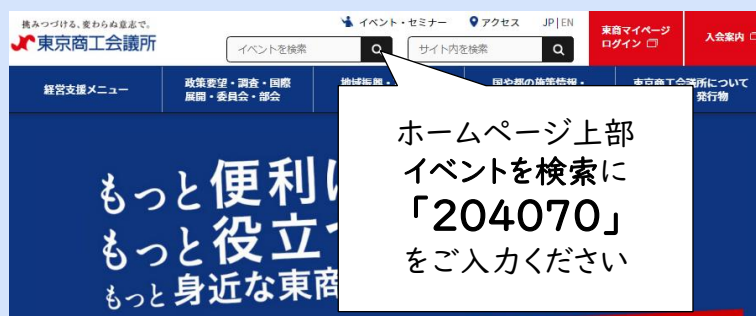 挑みつづける、変わらぬ意志で。
東京商工会議所
イベント・セミナー
アクセス
JP|EN
イベントを検索
サイト内を検索
東商マイページ
ログイン
入会案内
経営支援メニュー
政策要望・調査・国際
展開・委員会・部会
地域振興・
国や都の施策情報・
東京商工会議所について
発行物
ホームページ上部
イベントを検索に
「204070」
をご入力ください
もっと便利
もっと役立
もっと身近な東商